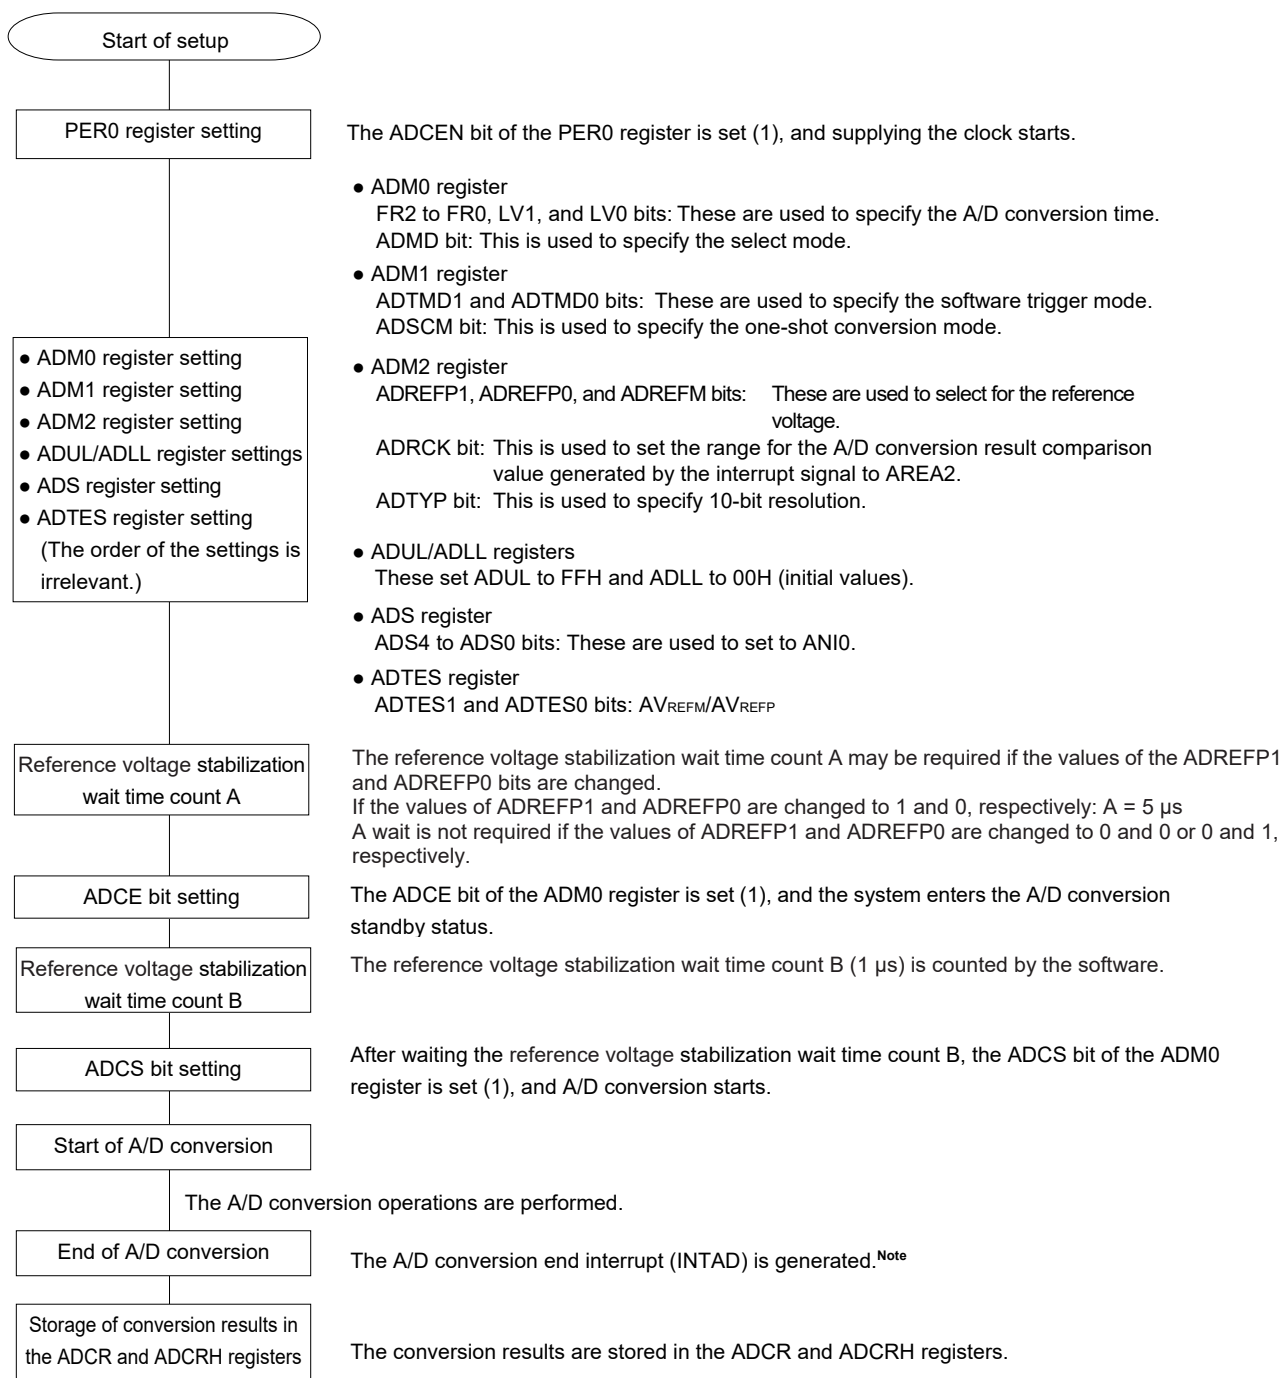 Start of setup
PER0 register setting
The ADCEN bit of the PER0 register is set (1), and supplying the clock starts.
● ADM0 register
FR2 to FR0, LV1, and LV0 bits: These are used to specify the A/D conversion time.
ADMD bit: This is used to specify the select mode.
● ADM1 register
ADTMD1 and ADTMD0 bits: These are used to specify the software trigger mode.
ADSCM bit: This is used to specify the one-shot conversion mode.
● ADM0 register setting
● ADM1 register setting
● ADM2 register setting
● ADUL/ADLL register settings
● ADS register setting
● ADTES register setting
(The order of the settings is
irrelevant.)
● ADM2 register
ADREFP1, ADREFP0, and ADREFM bits: These are used to select for the reference
voltage.
ADRCK bit: This is used to set the range for the A/D conversion result comparison
value generated by the interrupt signal to AREA2.
ADTYP bit: This is used to specify 10-bit resolution.
● ADUL/ADLL registers
These set ADUL to FFH and ADLL to 00H (initial values).
● ADS register
ADS4 to ADS0 bits: These are used to set to ANI0.
● ADTES register
ADTES1 and ADTES0 bits: AVREFM/AVREFP
Reference voltage stabilization
wait time count A
The reference voltage stabilization wait time count A may be required if the values of the ADREFP1
and ADREFP0 bits are changed.
If the values of ADREFP1 and ADREFP0 are changed to 1 and 0, respectively: A = 5 µs
A wait is not required if the values of ADREFP1 and ADREFP0 are changed to 0 and 0 or 0 and 1,
respectively.
ADCE bit setting
The ADCE bit of the ADM0 register is set (1), and the system enters the A/D conversion
standby status.
Reference voltage stabilization
wait time count B
The reference voltage stabilization wait time count B (1 µs) is counted by the software.
ADCS bit setting
After waiting the reference voltage stabilization wait time count B, the ADCS bit of the ADM0
register is set (1), and A/D conversion starts.
Start of A/D conversion
The A/D conversion operations are performed.
End of A/D conversion
The A/D conversion end interrupt (INTAD) is generated.Note
Storage of conversion results in
the ADCR and ADCRH registers
The conversion results are stored in the ADCR and ADCRH registers.